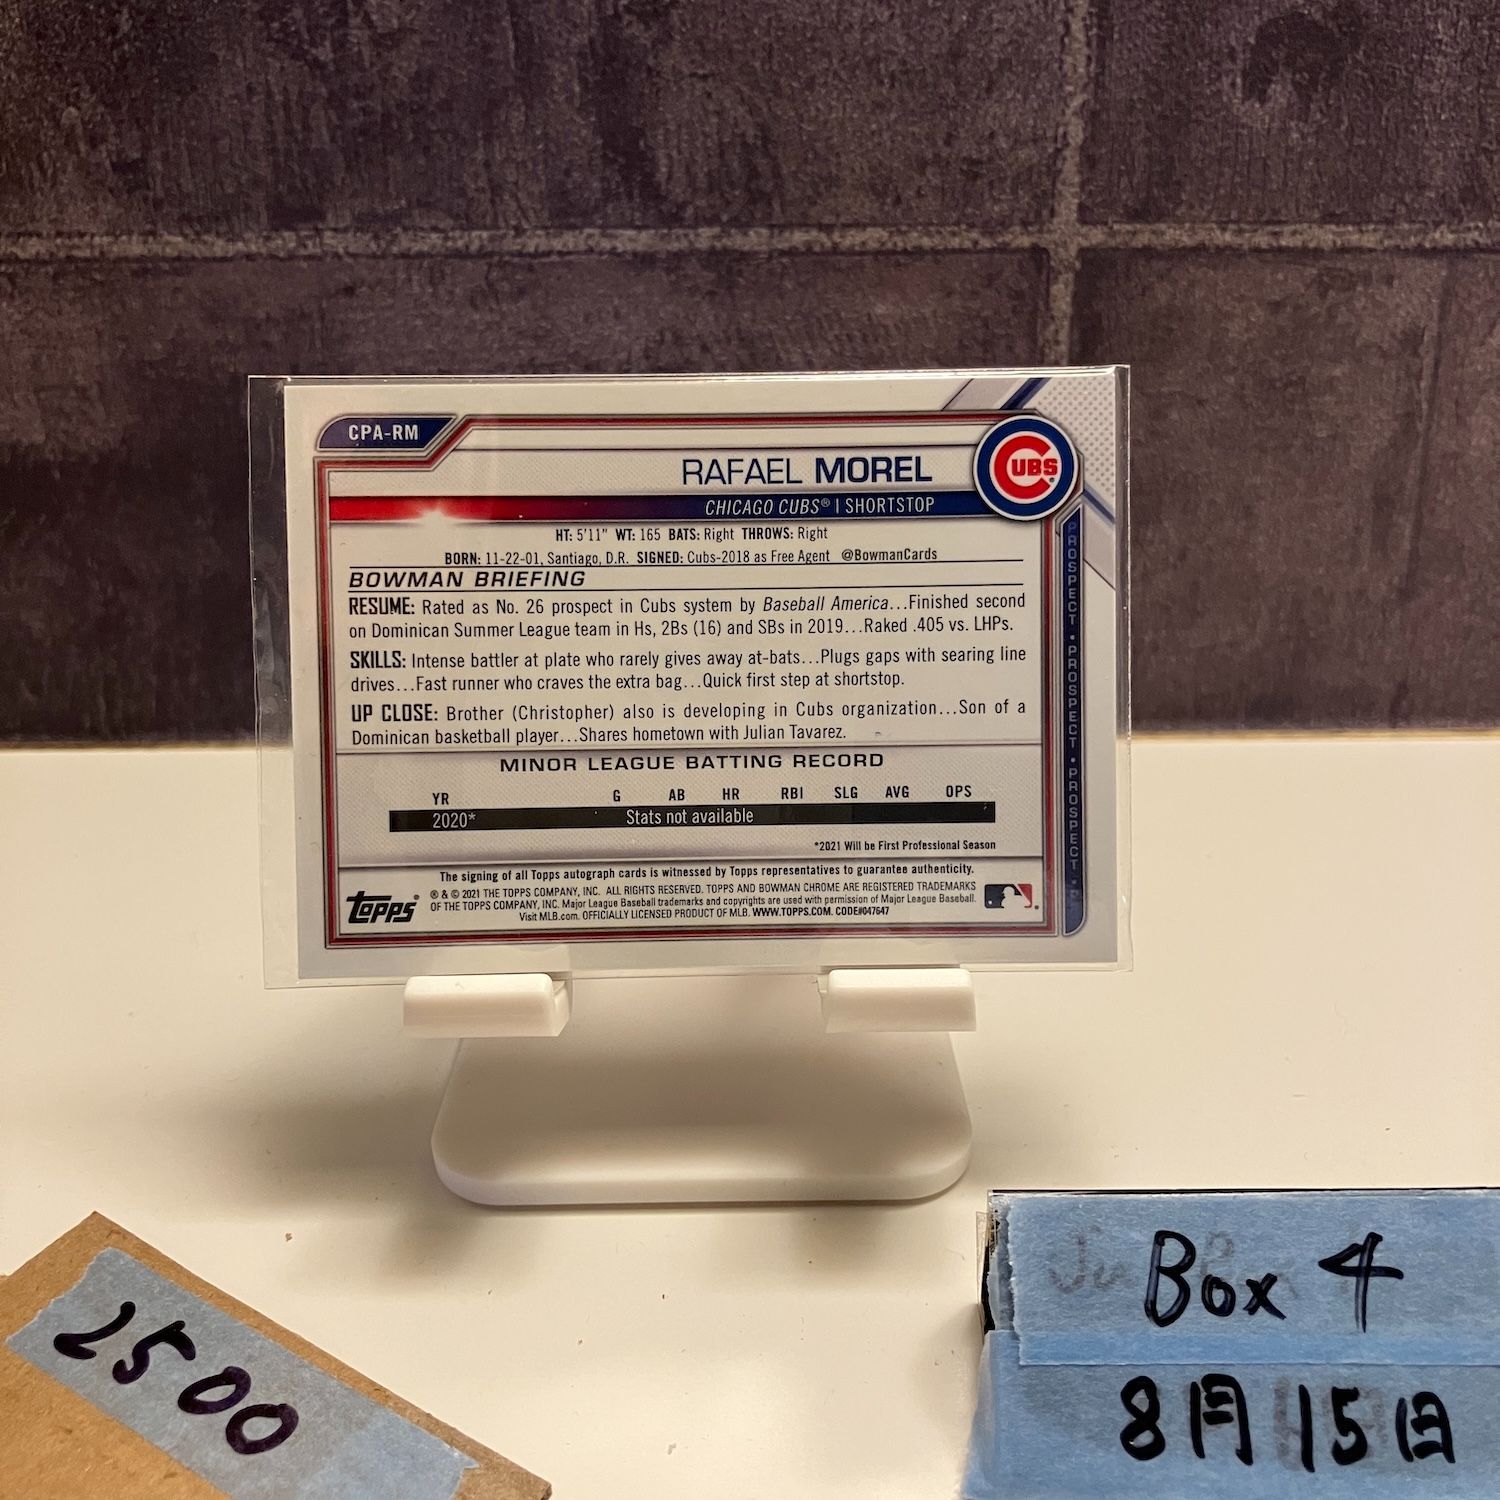 CPA-RM
RAFAEL MOREL
CUBS
CHICAGO CUBS® | SHORTSTOP
HT: 5'11" WT: 165 BATS: Right THROWS: Right
BORN: 11-22-01, Santiago, D.R. SIGNED: Cubs-2018 as Free Agent @BowmanCards
BOWMAN BRIEFING
RESUME: Rated as No. 26 prospect in Cubs system by Baseball America...Finished second
on Dominican Summer League team in Hs, 2Bs (16) and SBs in 2019...Raked .405 vs. LHPs.
SKILLS: Intense battler at plate who rarely gives away at-bats...Plugs gaps with searing line
drives...Fast runner who craves the extra bag...Quick first step at shortstop.
UP CLOSE: Brother (Christopher) also is developing in Cubs organization...Son of a
Dominican basketball player...Shares hometown with Julian Tavarez.
MINOR LEAGUE BATTING RECORD
YR G AB HR RBI SLG AVG OPS
2020* Stats not available
*2021 Will be First Professional Season
The signing of all Topps autograph cards is witnessed by Topps representatives to guarantee authenticity.
topps
® & © 2021 THE TOPPS COMPANY, INC. ALL RIGHTS RESERVED. TOPPS AND BOWMAN CHROME ARE REGISTERED TRADEMARKS
OF THE TOPPS COMPANY, INC. Major League Baseball trademarks and copyrights are used with permission of Major League Baseball.
Visit MLB.com. OFFICIALLY LICENSED PRODUCT OF MLB. WWW.TOPPS.COM. CODE#047647
PROSPECT • PROSPECT • PROSPECT • P
2500
Box 4
8月15日